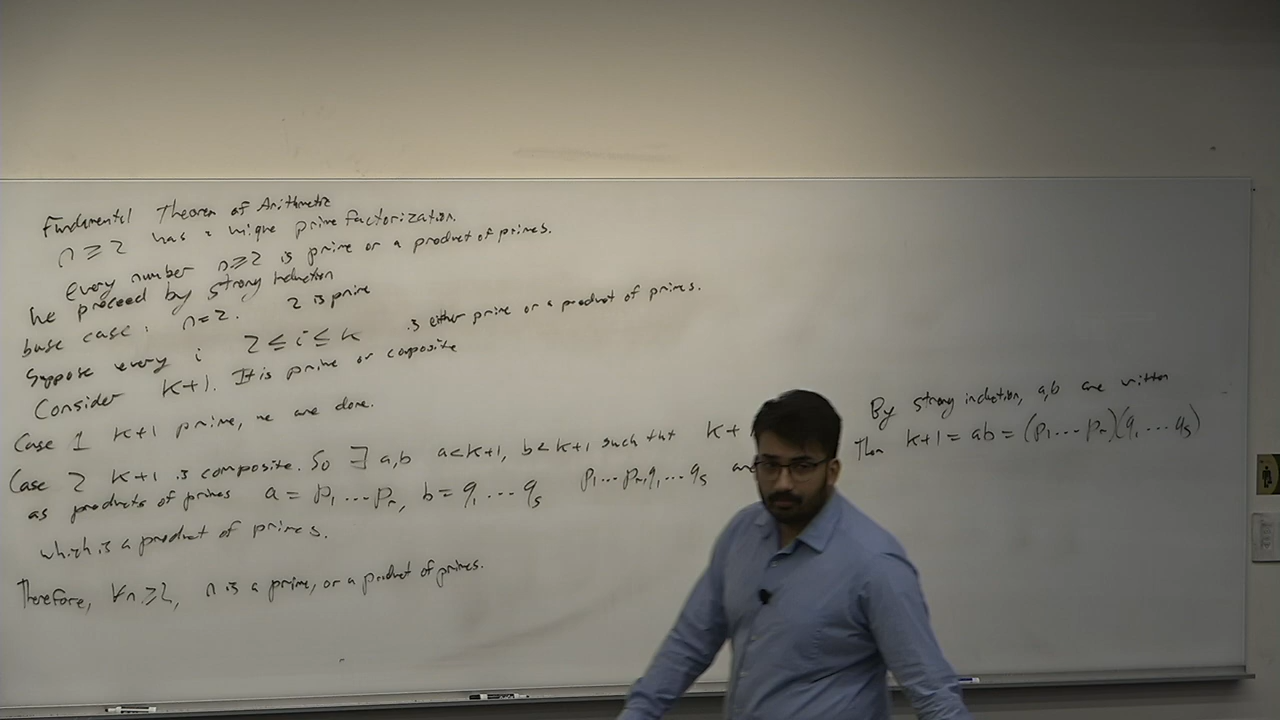 Fundamental Theorem of Arithmetic
n ≥ 2 has a unique prime factorization.
Every number n ≥ 2 is prime or a product of primes.
We proceed by strong induction
base case: n=2. 2 is prime
Suppose every i 2 ≤ i ≤ k is either prime or a product of primes.
Consider k+1. It is prime or composite
Case 1 k+1 prime, we are done.
Case 2 k+1 is composite. So ∃ a,b a<k+1, b<k+1 such that k+ By strong induction, a,b are written
as products of primes a = p₁ ... pᵣ, b = q₁ ... qₛ p₁...pᵣ,q₁...qₛ Then k+1 = ab = (p₁...pᵣ)(q₁...qₛ)
which is a product of primes.
Therefore, ∀n ≥ 2, n is a prime, or a product of primes.